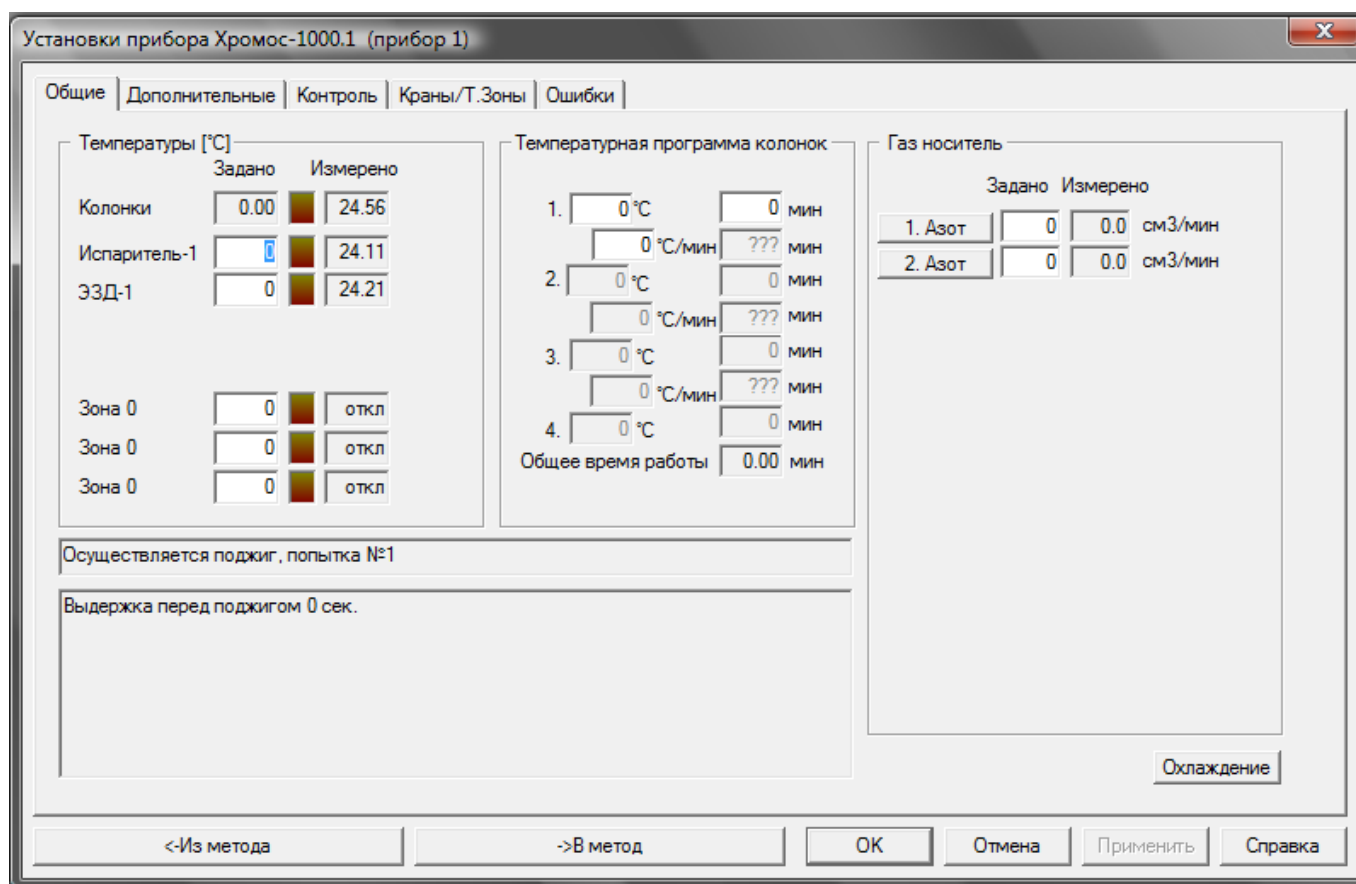 Установки прибора Хромос-1000.1 (прибор 1)
Общие Дополнительные Контроль Краны/Т.Зоны Ошибки
Температуры [°C]
Задано Измерено
Колонки 0.00 24.56
Испаритель-1 0 24.11
ЭЗД-1 0 24.21
Зона 0 0 откл
Зона 0 0 откл
Зона 0 0 откл
Температурная программа колонок
1. 0 °C 0 мин
0 °C/мин ??? мин
2. 0 °C 0 мин
0 °C/мин ??? мин
3. 0 °C 0 мин
0 °C/мин ??? мин
4. 0 °C 0 мин
Общее время работы 0.00 мин
Газ носитель
Задано Измерено
1. Азот 0 0.0 см3/мин
2. Азот 0 0.0 см3/мин
Осуществляется поджиг, попытка №1
Выдержка перед поджигом 0 сек.
Охлаждение
<-Из метода ->В метод OK Отмена Применить Справка